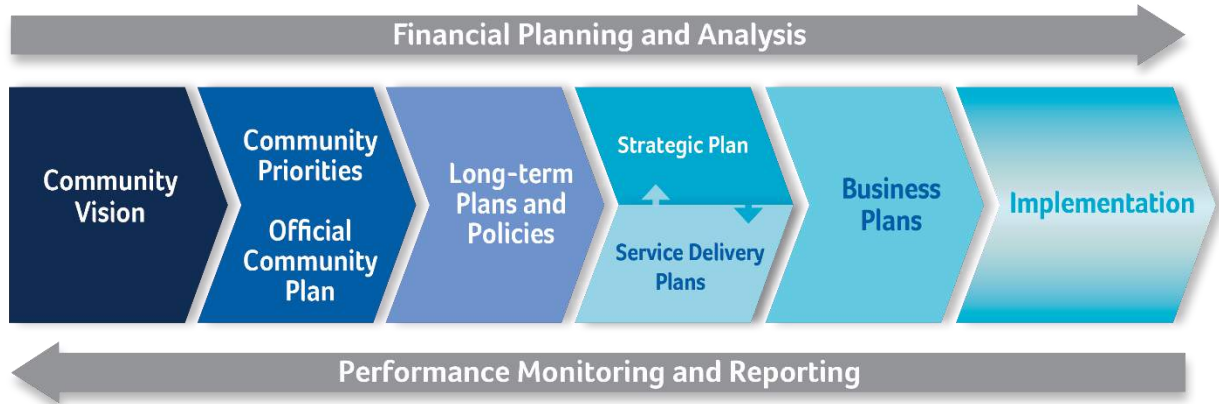 Financial Planning and Analysis
Community
Vision
Community
Priorities
Official
Community
Plan
Long-term
Plans and
Policies
Strategic Plan
Service Delivery
Plans
Business
Plans
Implementation
Performance Monitoring and Reporting